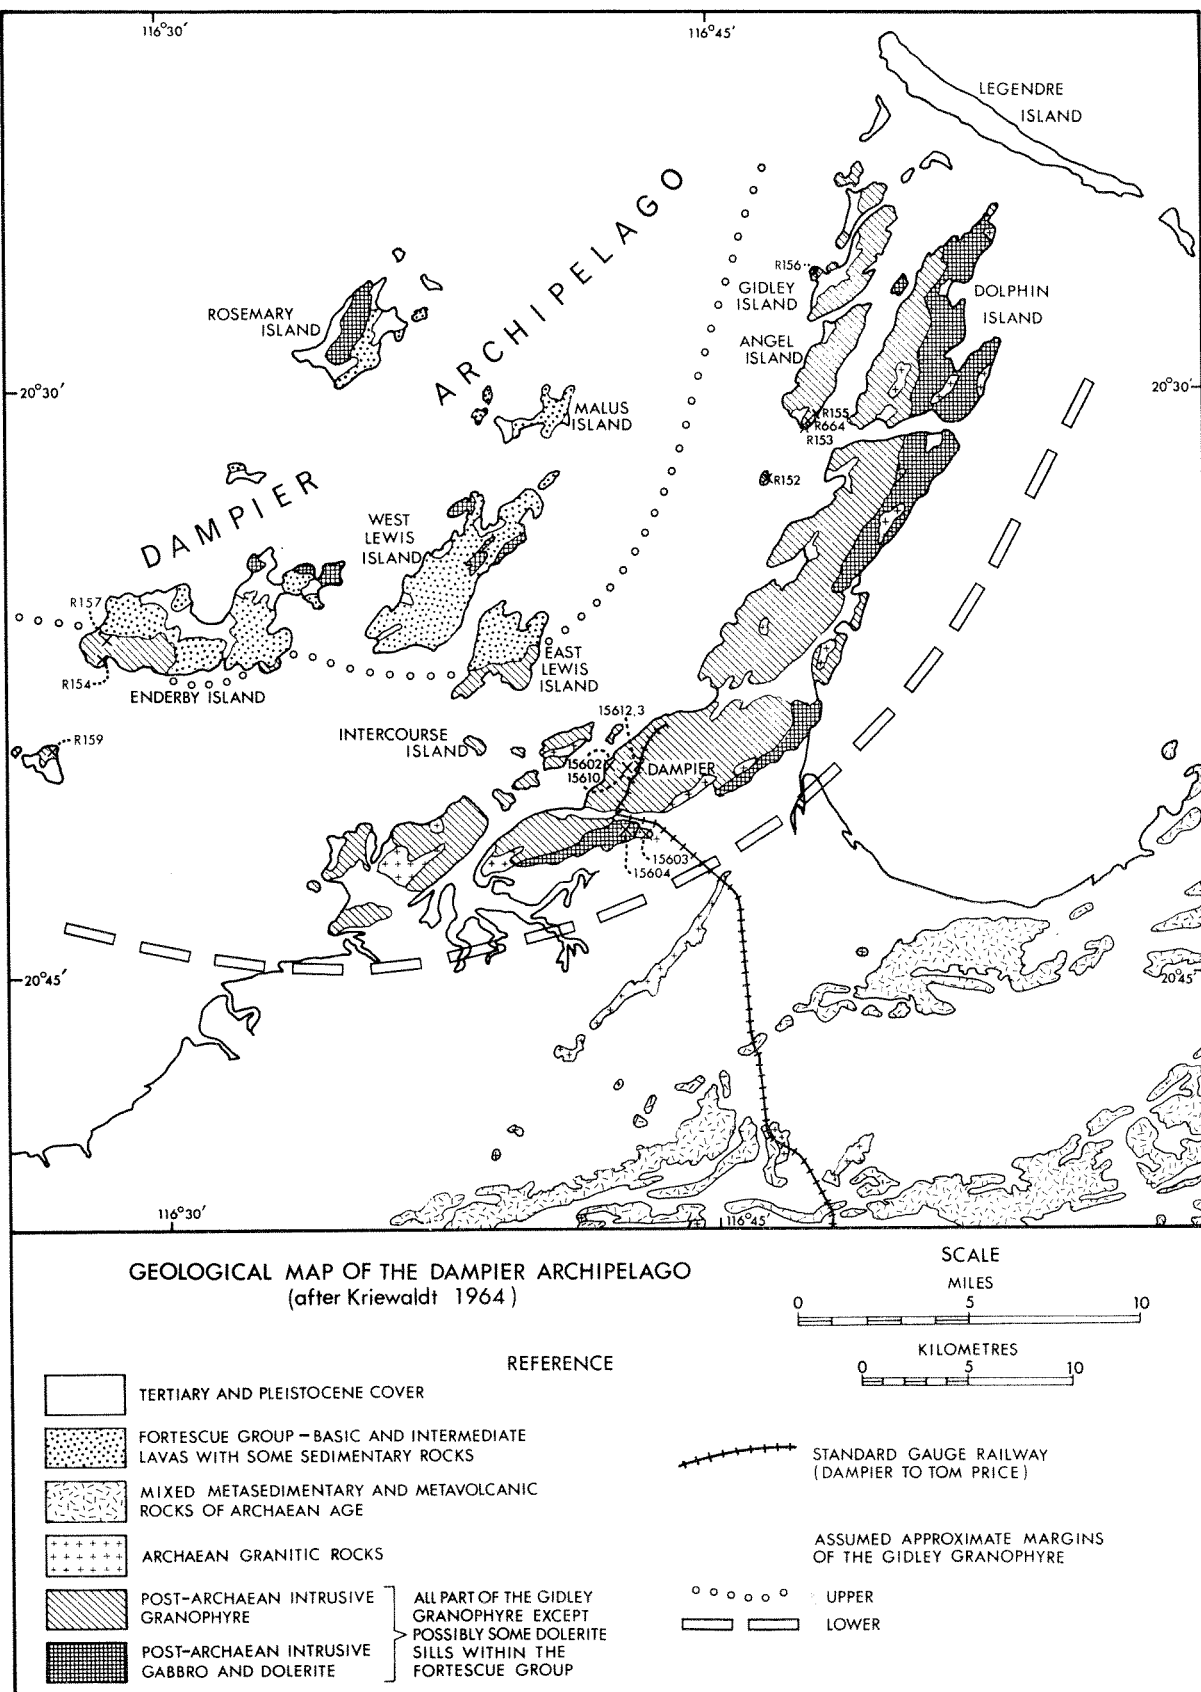 116°30′
116°45′
LEGENDRE
ISLAND
ARCHIPELAGO
R156
GIDLEY
ISLAND
DOLPHIN
ISLAND
ROSEMARY
ISLAND
ANGEL
ISLAND
20°30′
20°30′
MALUS
ISLAND
R155
R664
R153
R152
DAMPIER
WEST
LEWIS
ISLAND
R157
R154
ENDERBY ISLAND
EAST
LEWIS
ISLAND
15612,3
R159
INTERCOURSE
ISLAND
15602
15610
DAMPIER
15603
15604
20°45′
20°45′
116°30′
116°45′
GEOLOGICAL MAP OF THE DAMPIER ARCHIPELAGO
(after Kriewaldt 1964)
SCALE
MILES
0 5 10
KILOMETRES
0 5 10
REFERENCE
TERTIARY AND PLEISTOCENE COVER
FORTESCUE GROUP – BASIC AND INTERMEDIATE
LAVAS WITH SOME SEDIMENTARY ROCKS
MIXED METASEDIMENTARY AND METAVOLCANIC
ROCKS OF ARCHAEAN AGE
ARCHAEAN GRANITIC ROCKS
POST-ARCHAEAN INTRUSIVE
GRANOPHYRE
POST-ARCHAEAN INTRUSIVE
GABBRO AND DOLERITE
ALL PART OF THE GIDLEY
GRANOPHYRE EXCEPT
POSSIBLY SOME DOLERITE
SILLS WITHIN THE
FORTESCUE GROUP
STANDARD GAUGE RAILWAY
(DAMPIER TO TOM PRICE)
ASSUMED APPROXIMATE MARGINS
OF THE GIDLEY GRANOPHYRE
UPPER
LOWER